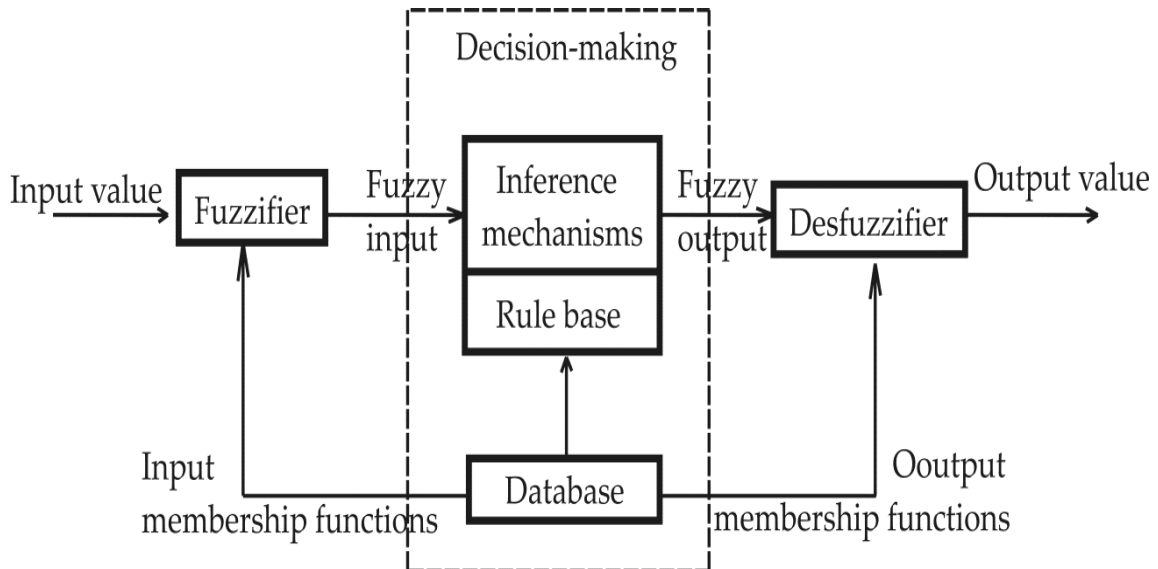 Decision-making
Input value
Fuzzifier
Fuzzy
input
Inference
mechanisms
Rule base
Fuzzy
output
Desfuzzifier
Output value
Input
membership functions
Database
Ooutput
membership functions